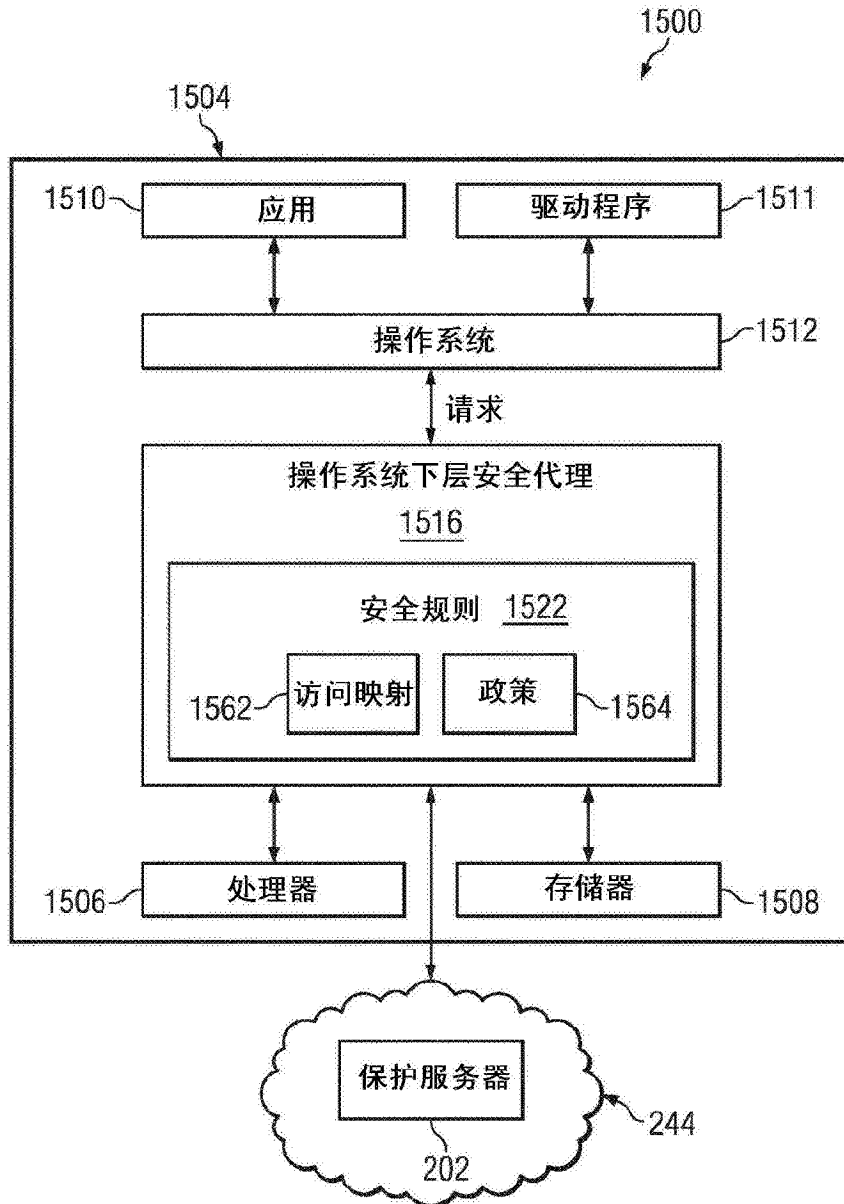 1500
1504
1510
应用
驱动程序
1511
操作系统
1512
请求
操作系统下层安全代理
1516
安全规则 1522
1562
访问映射
政策
1564
1506
处理器
存储器
1508
保护服务器
202
244